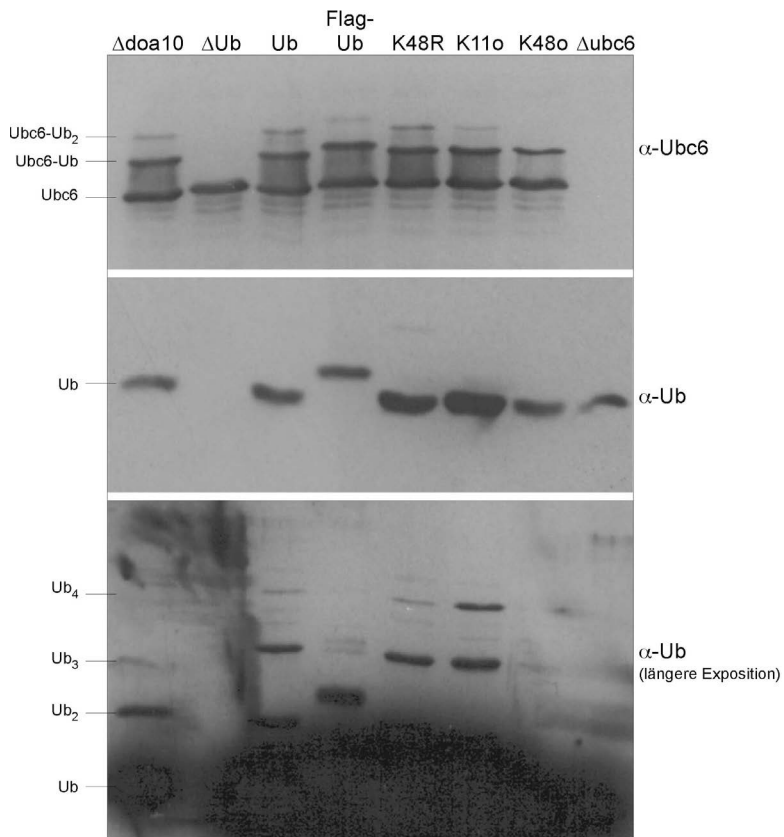 Flag-
Δdoa10 ΔUb Ub Ub K48R K11o K48o Δubc6
Ubc6-Ub₂
Ubc6-Ub
Ubc6
α-Ubc6
Ub
α-Ub
Ub₄
Ub₃
Ub₂
Ub
α-Ub
(längere Exposition)